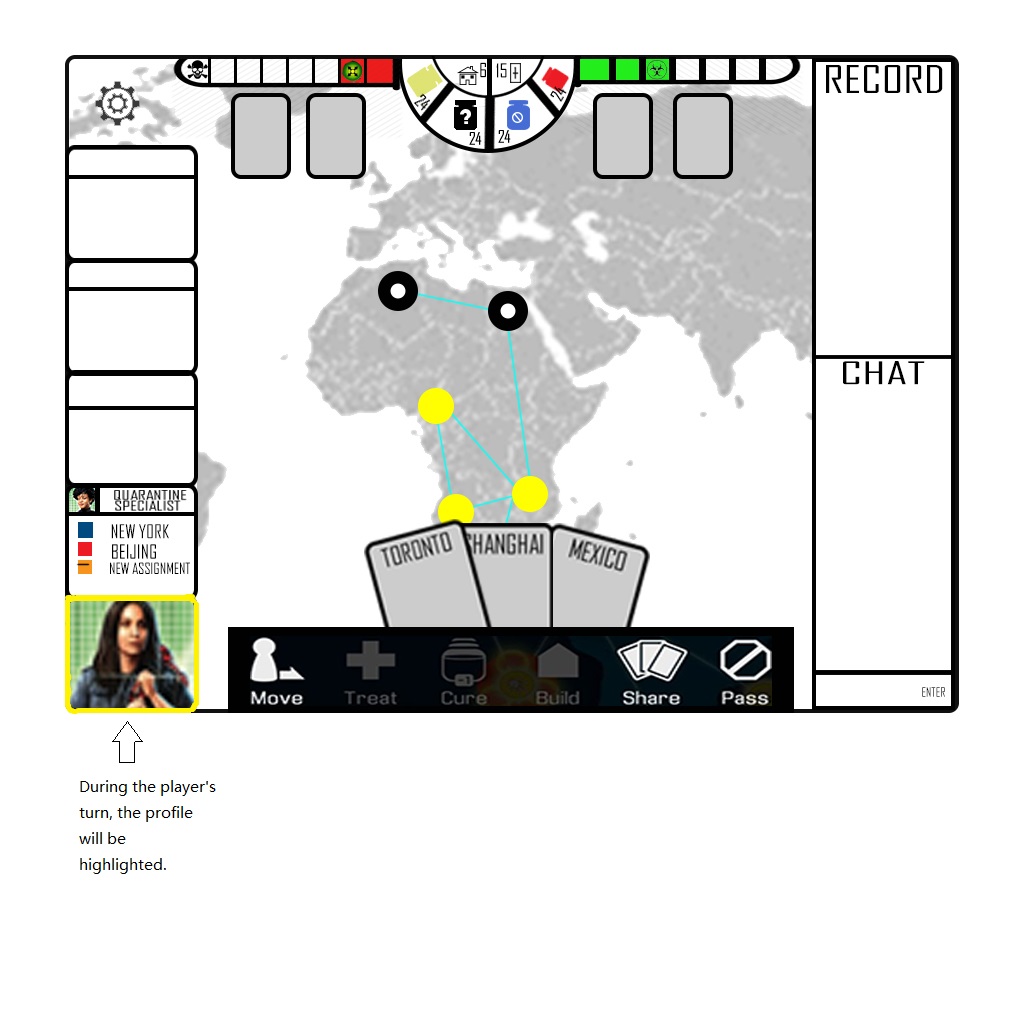 6 15
24 24 24 24
RECORD
CHAT
QUARANTINE
SPECIALIST
NEW YORK
BEIJING
NEW ASSIGNMENT
TORONTO SHANGHAI MEXICO
Move Treat Cure Build Share Pass
ENTER
During the player's
turn, the profile
will be
highlighted.